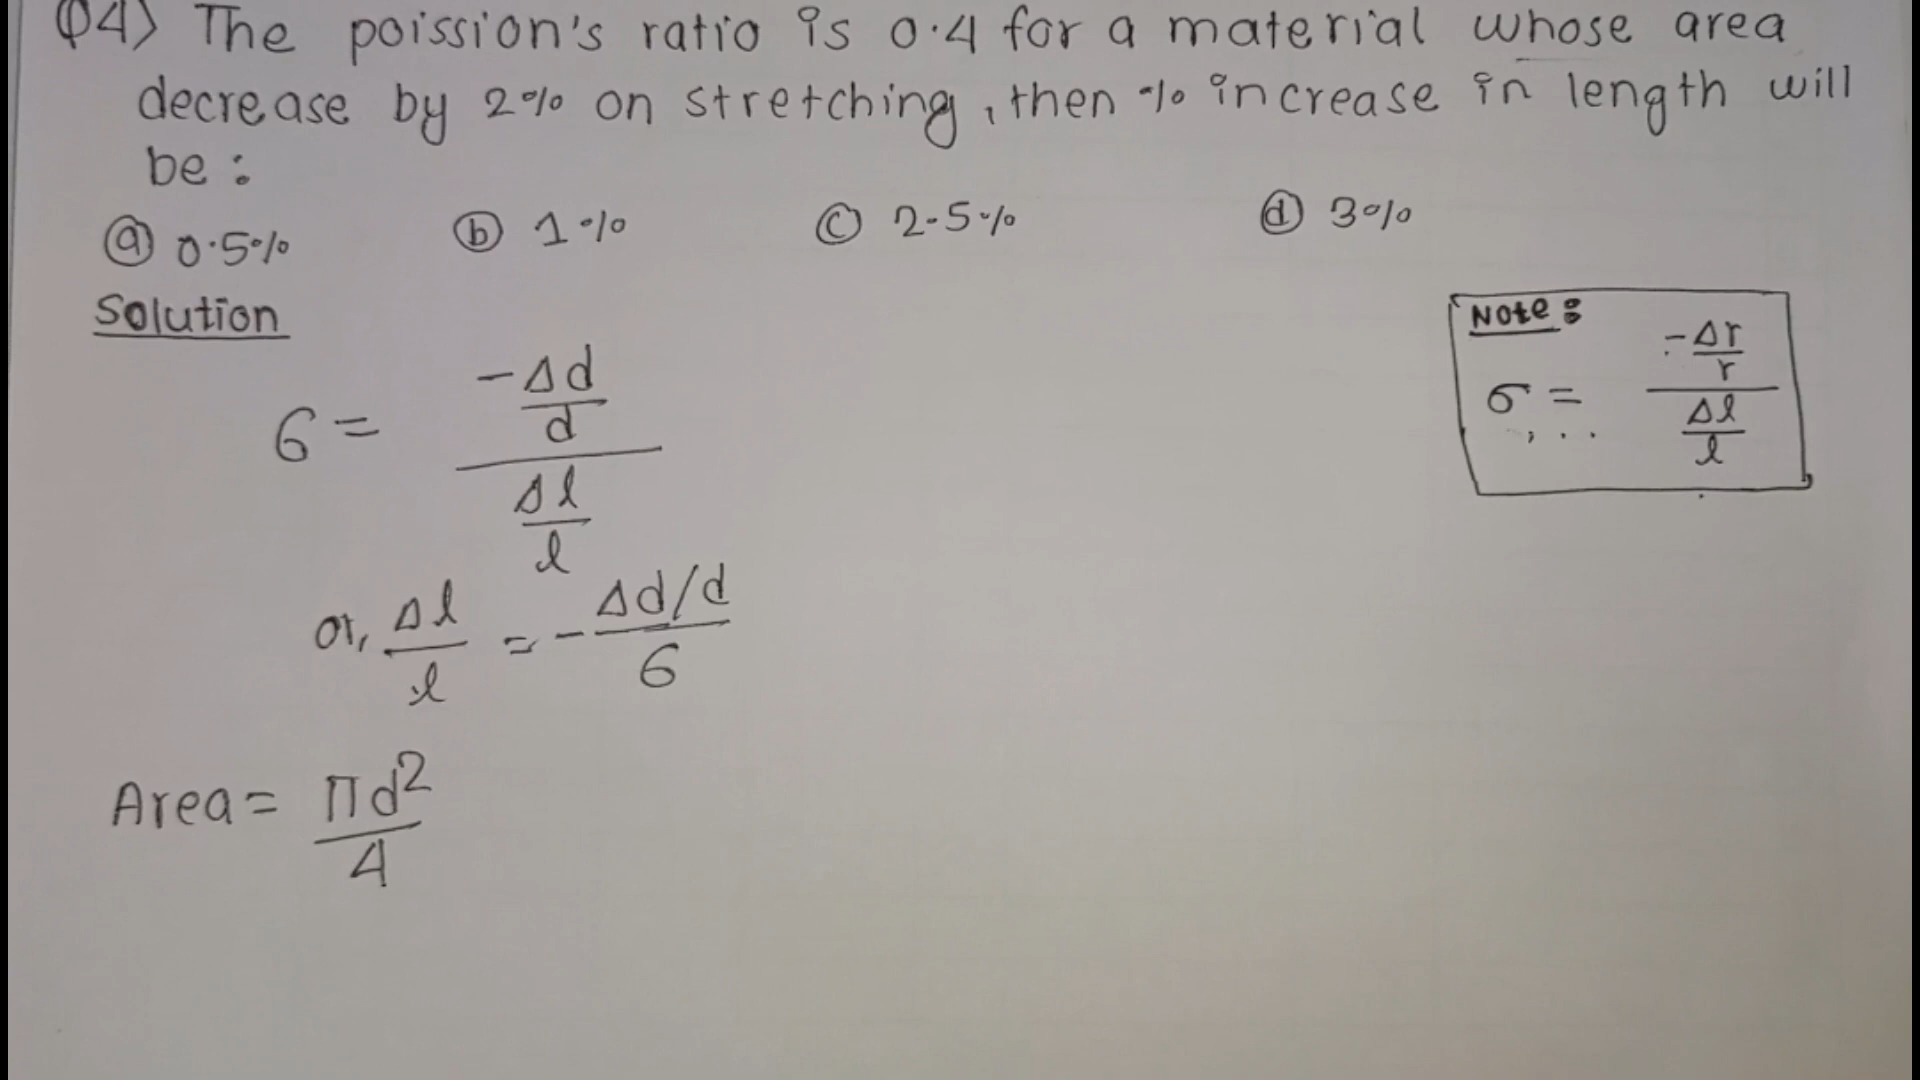 Q4) The poission's ratio is 0.4 for a material whose area
decrease by 2% on stretching, then % increase in length will
be :
(a) 0.5%
(b) 1%
(c) 2.5%
(d) 3%
Solution
σ = (-Δd/d)/(Δl/l)
or, Δl/l = -(Δd/d)/σ
Area = πd²/4
Note :
σ = (-Δr/r)/(Δl/l)